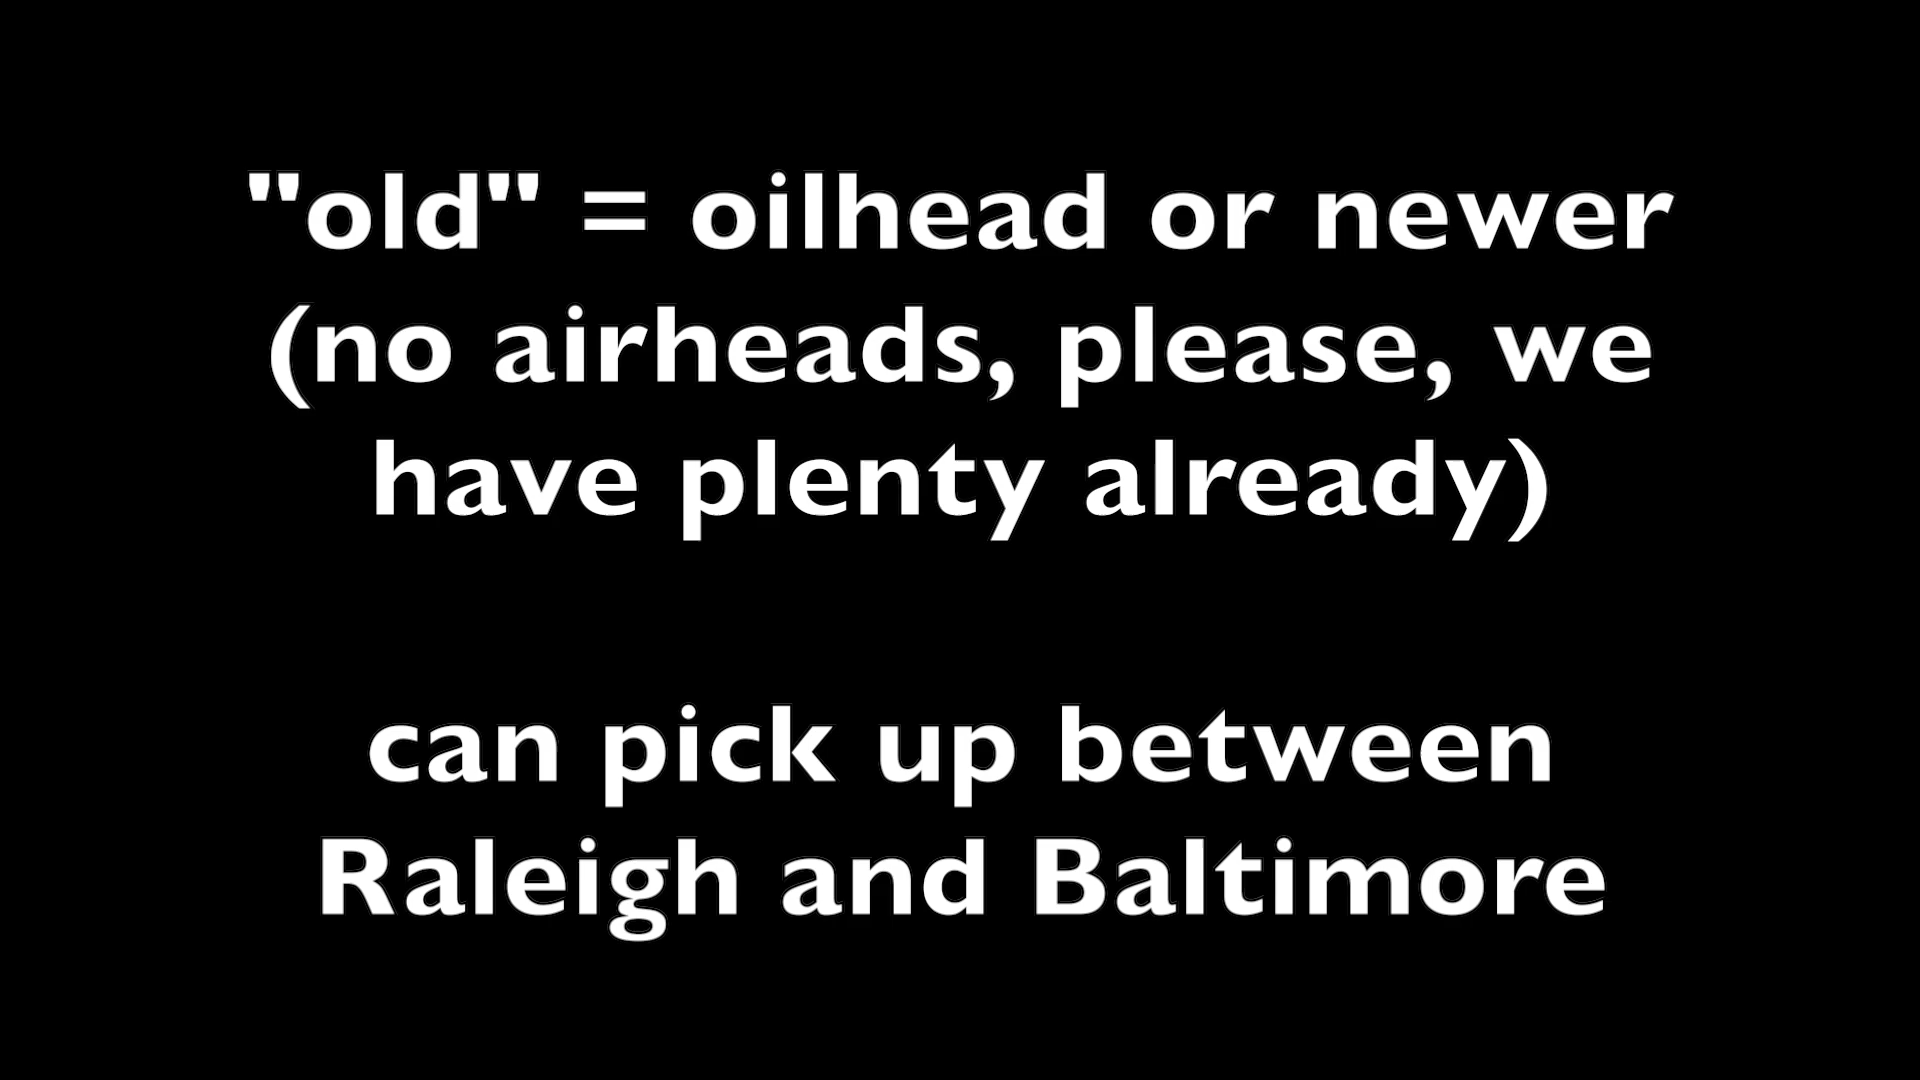 "old" = oilhead or newer
(no airheads, please, we
have plenty already)
can pick up between
Raleigh and Baltimore